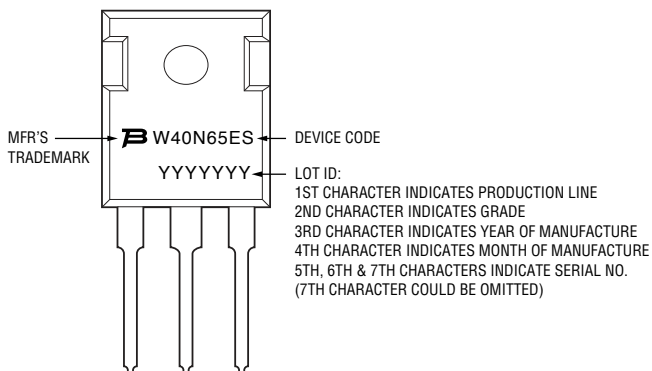 MFR'S
TRADEMARK
W40N65ES
DEVICE CODE
YYYYYYY
LOT ID:
1ST CHARACTER INDICATES PRODUCTION LINE
2ND CHARACTER INDICATES GRADE
3RD CHARACTER INDICATES YEAR OF MANUFACTURE
4TH CHARACTER INDICATES MONTH OF MANUFACTURE
5TH, 6TH & 7TH CHARACTERS INDICATE SERIAL NO.
(7TH CHARACTER COULD BE OMITTED)